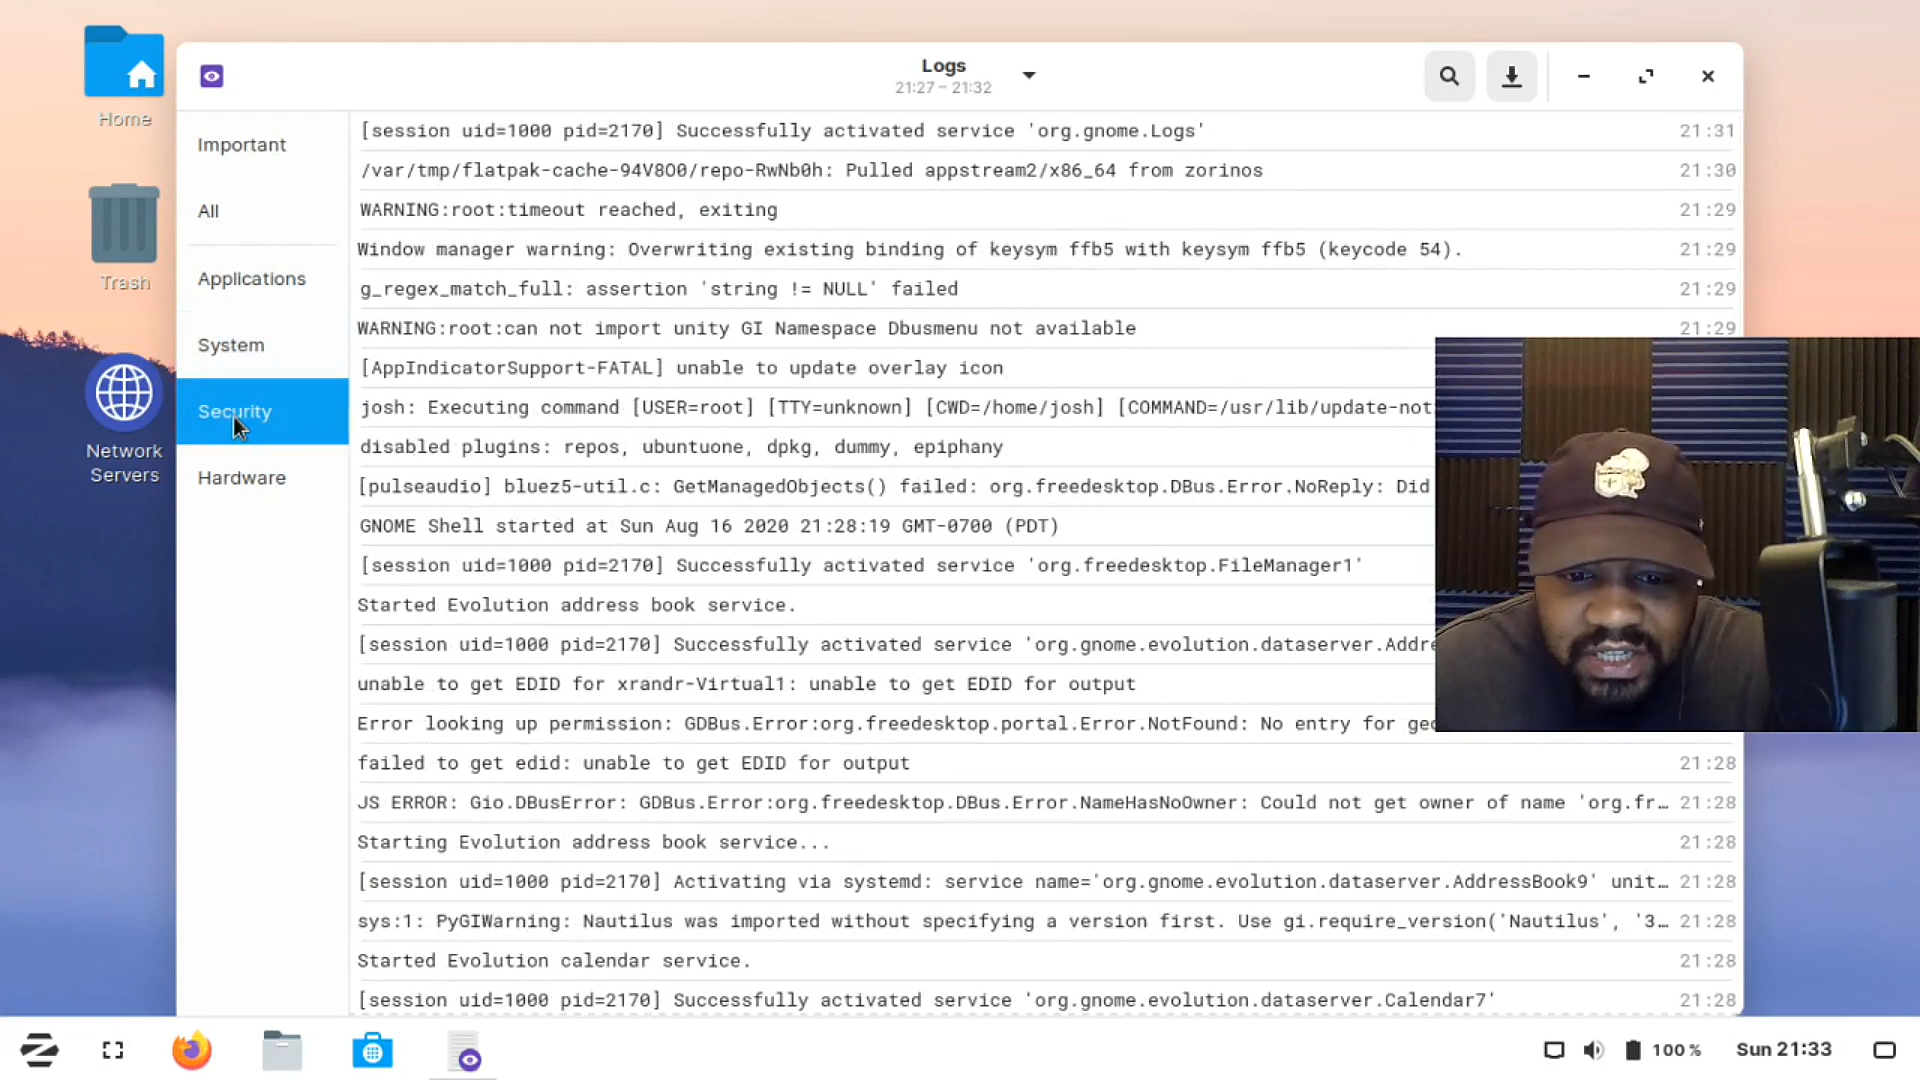 Home
Trash
Network
Servers
Logs
21:27 – 21:32
Important
All
Applications
System
Security
Hardware
[session uid=1000 pid=2170] Successfully activated service 'org.gnome.Logs' 21:31
/var/tmp/flatpak-cache-94V8O0/repo-RwNb0h: Pulled appstream2/x86_64 from zorinos 21:30
WARNING:root:timeout reached, exiting 21:29
Window manager warning: Overwriting existing binding of keysym ffb5 with keysym ffb5 (keycode 54). 21:29
g_regex_match_full: assertion 'string != NULL' failed 21:29
WARNING:root:can not import unity GI Namespace Dbusmenu not available 21:29
[AppIndicatorSupport-FATAL] unable to update overlay icon
josh: Executing command [USER=root] [TTY=unknown] [CWD=/home/josh] [COMMAND=/usr/lib/update-not
disabled plugins: repos, ubuntuone, dpkg, dummy, epiphany
[pulseaudio] bluez5-util.c: GetManagedObjects() failed: org.freedesktop.DBus.Error.NoReply: Did
GNOME Shell started at Sun Aug 16 2020 21:28:19 GMT-0700 (PDT)
[session uid=1000 pid=2170] Successfully activated service 'org.freedesktop.FileManager1'
Started Evolution address book service.
[session uid=1000 pid=2170] Successfully activated service 'org.gnome.evolution.dataserver.Addre
unable to get EDID for xrandr-Virtual1: unable to get EDID for output
Error looking up permission: GDBus.Error:org.freedesktop.portal.Error.NotFound: No entry for geo
failed to get edid: unable to get EDID for output 21:28
JS ERROR: Gio.DBusError: GDBus.Error:org.freedesktop.DBus.Error.NameHasNoOwner: Could not get owner of name 'org.fr… 21:28
Starting Evolution address book service... 21:28
[session uid=1000 pid=2170] Activating via systemd: service name='org.gnome.evolution.dataserver.AddressBook9' unit… 21:28
sys:1: PyGIWarning: Nautilus was imported without specifying a version first. Use gi.require_version('Nautilus', '3… 21:28
Started Evolution calendar service. 21:28
[session uid=1000 pid=2170] Successfully activated service 'org.gnome.evolution.dataserver.Calendar7' 21:28
100 %
Sun 21:33